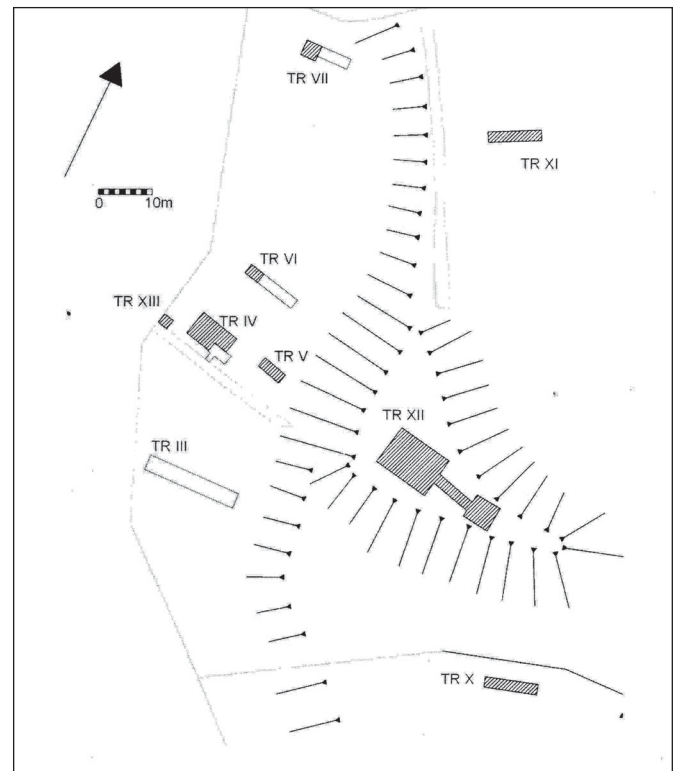 TR VII
TR XI
0 10m
TR VI
TR XIII
TR IV
TR V
TR XII
TR III
TR X